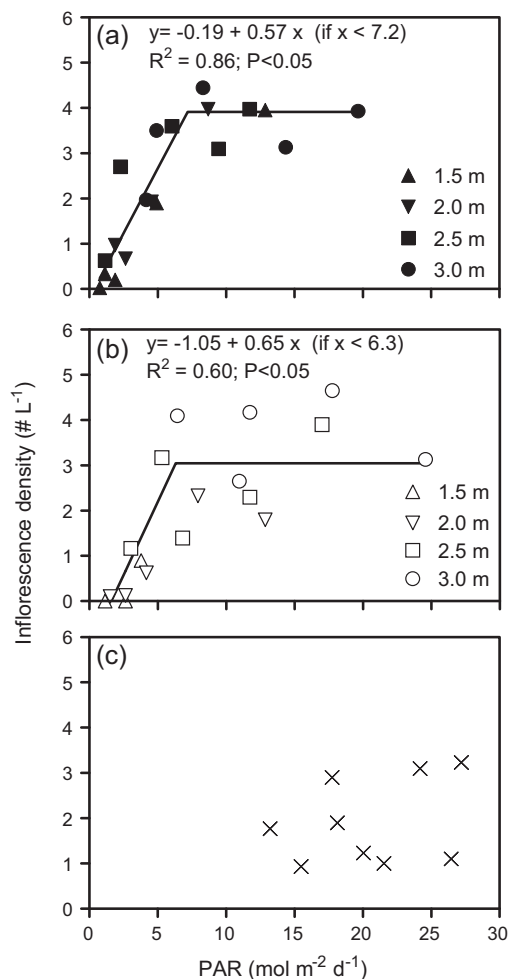 (a) y= -0.19 + 0.57 x (if x < 7.2)
R² = 0.86; P<0.05
6
5
4
3
2
1
0
1.5 m
2.0 m
2.5 m
3.0 m
(b) y= -1.05 + 0.65 x (if x < 6.3)
R² = 0.60; P<0.05
6
5
4
3
2
1
0
1.5 m
2.0 m
2.5 m
3.0 m
Inflorescence density (# L⁻¹)
(c)
6
5
4
3
2
1
0
0 5 10 15 20 25 30
PAR (mol m⁻² d⁻¹)